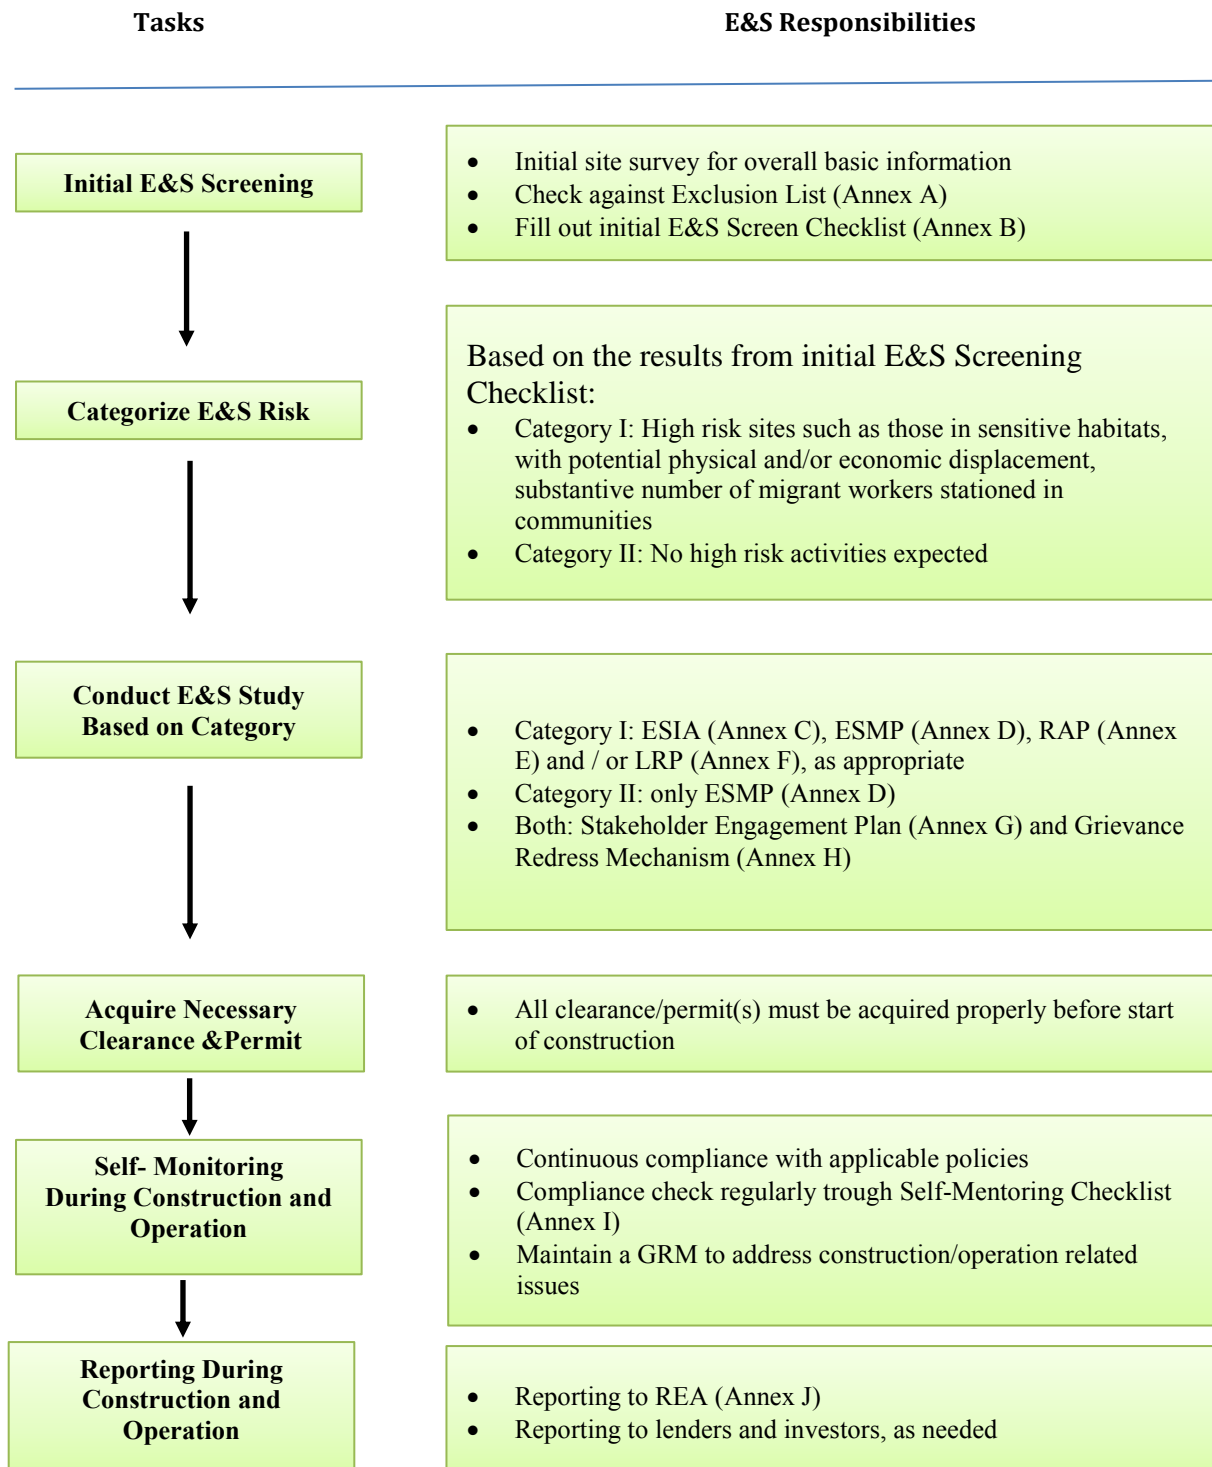 Tasks
E&S Responsibilities
Initial E&S Screening
• Initial site survey for overall basic information
• Check against Exclusion List (Annex A)
• Fill out initial E&S Screen Checklist (Annex B)
Categorize E&S Risk
Based on the results from initial E&S Screening
Checklist:
• Category I: High risk sites such as those in sensitive habitats,
with potential physical and/or economic displacement,
substantive number of migrant workers stationed in
communities
• Category II: No high risk activities expected
Conduct E&S Study
Based on Category
• Category I: ESIA (Annex C), ESMP (Annex D), RAP (Annex
E) and / or LRP (Annex F), as appropriate
• Category II: only ESMP (Annex D)
• Both: Stakeholder Engagement Plan (Annex G) and Grievance
Redress Mechanism (Annex H)
Acquire Necessary
Clearance &Permit
• All clearance/permit(s) must be acquired properly before start
of construction
Self- Monitoring
During Construction and
Operation
• Continuous compliance with applicable policies
• Compliance check regularly trough Self-Mentoring Checklist
(Annex I)
• Maintain a GRM to address construction/operation related
issues
Reporting During
Construction and
Operation
• Reporting to REA (Annex J)
• Reporting to lenders and investors, as needed